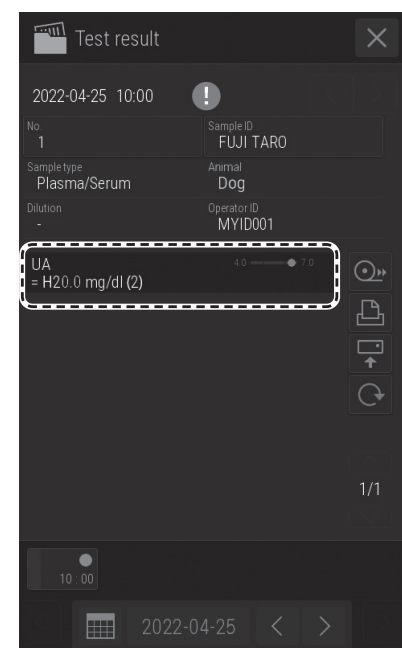 Test result
2022-04-25 10:00
No
1
Sample ID
FUJI TARO
Sample type
Plasma/Serum
Animal
Dog
Dilution
-
Operator ID
MYID001
UA
4.0 7.0
= H20.0 mg/dl (2)
1/1
10 : 00
2022-04-25